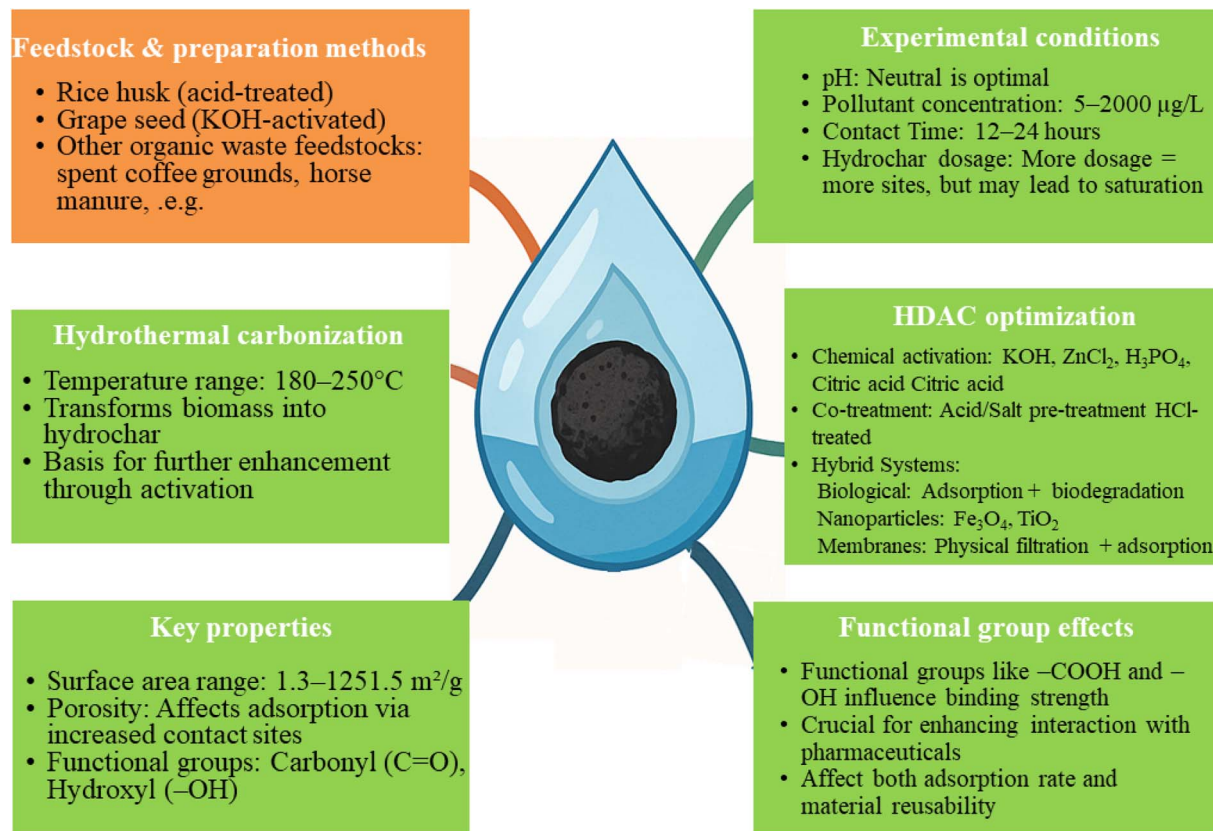 Feedstock & preparation methods
• Rice husk (acid-treated)
• Grape seed (KOH-activated)
• Other organic waste feedstocks:
spent coffee grounds, horse
manure, .e.g.
Experimental conditions
• pH: Neutral is optimal
• Pollutant concentration: 5–2000 µg/L
• Contact Time: 12–24 hours
• Hydrochar dosage: More dosage =
more sites, but may lead to saturation
Hydrothermal carbonization
• Temperature range: 180–250°C
• Transforms biomass into
hydrochar
• Basis for further enhancement
through activation
HDAC optimization
• Chemical activation: KOH, ZnCl₂, H₃PO₄,
Citric acid Citric acid
• Co-treatment: Acid/Salt pre-treatment HCl-
treated
• Hybrid Systems:
Biological: Adsorption + biodegradation
Nanoparticles: Fe₃O₄, TiO₂
Membranes: Physical filtration + adsorption
Key properties
• Surface area range: 1.3–1251.5 m²/g
• Porosity: Affects adsorption via
increased contact sites
• Functional groups: Carbonyl (C=O),
Hydroxyl (–OH)
Functional group effects
• Functional groups like –COOH and –
OH influence binding strength
• Crucial for enhancing interaction with
pharmaceuticals
• Affect both adsorption rate and
material reusability